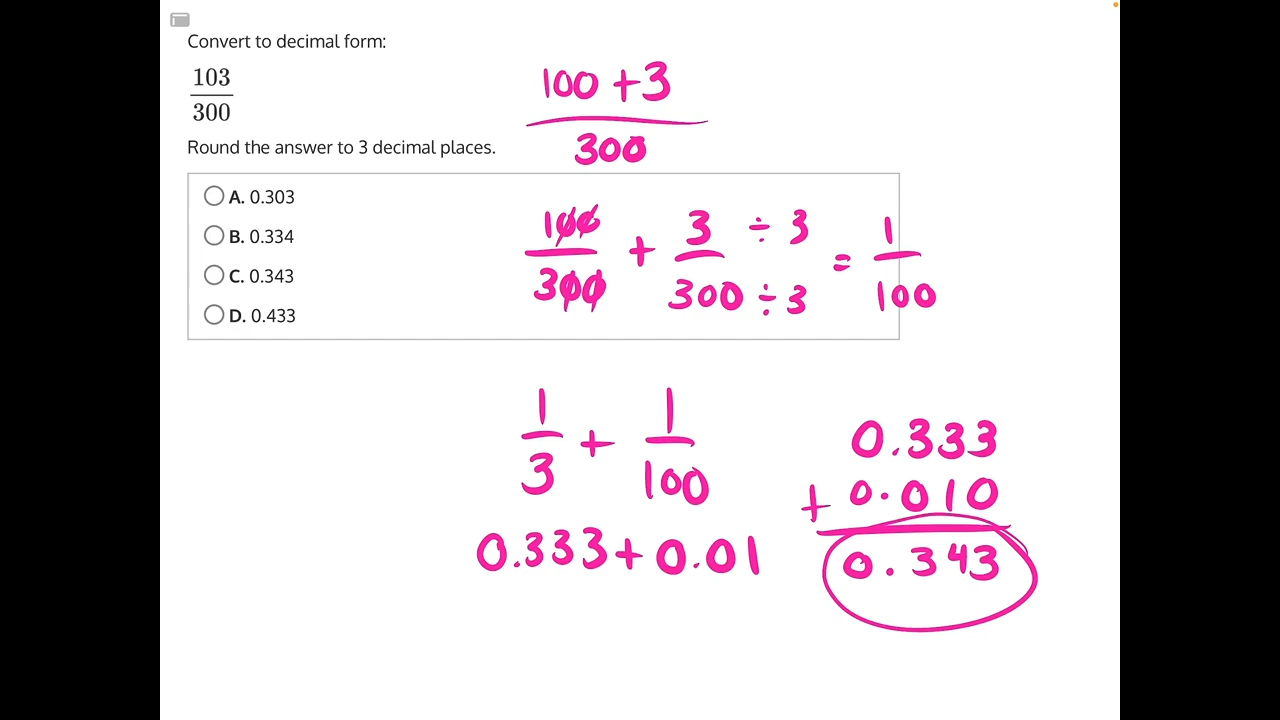 Convert to decimal form:
103
300
Round the answer to 3 decimal places.
A. 0.303
B. 0.334
C. 0.343
D. 0.433
100 + 3
300
100 + 3 ÷ 3 = 1
300 300 ÷ 3 100
1 + 1
3 100
0.333 + 0.01
0.333
+ 0.010
0.343